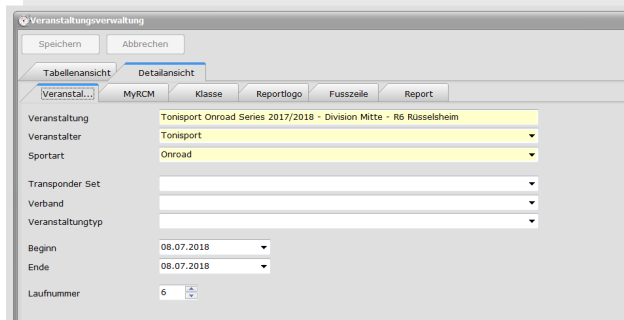 Veranstaltungsverwaltung
Speichern Abbrechen
Tabellenansicht Detailansicht
Veranstal... MyRCM Klasse Reportlogo Fusszeile Report
Veranstaltung Tonisport Onroad Series 2017/2018 - Division Mitte - R6 Rüsselsheim
Veranstalter Tonisport
Sportart Onroad
Transponder Set
Verband
Veranstaltungtyp
Beginn 08.07.2018
Ende 08.07.2018
Laufnummer 6